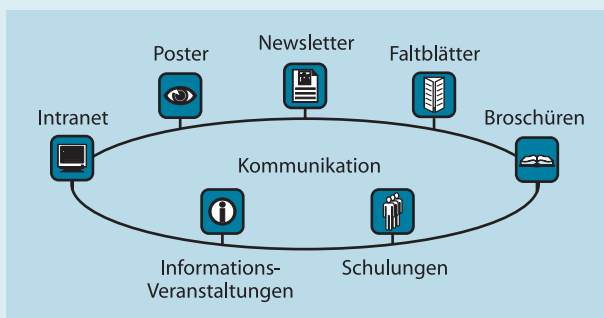 Newsletter
Poster
Faltblätter
Intranet
Broschüren
Kommunikation
Informations-
Veranstaltungen
Schulungen